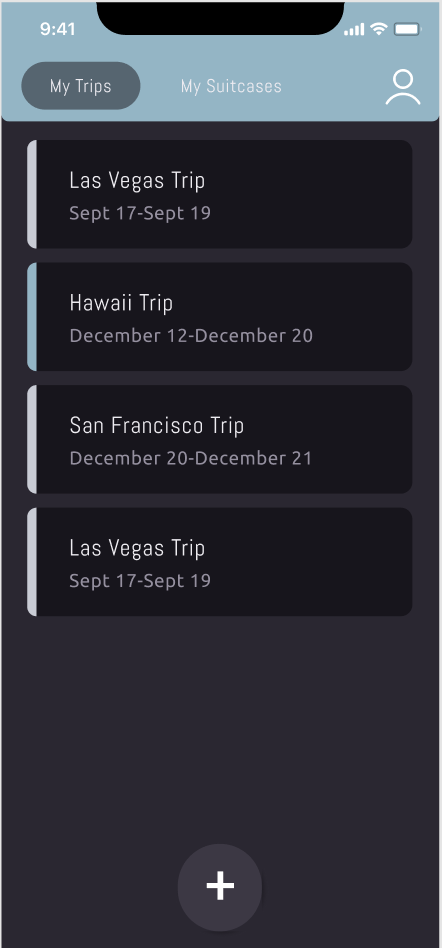 9:41
My Trips My Suitcases
Las Vegas Trip
Sept 17-Sept 19
Hawaii Trip
December 12-December 20
San Francisco Trip
December 20-December 21
Las Vegas Trip
Sept 17-Sept 19
+